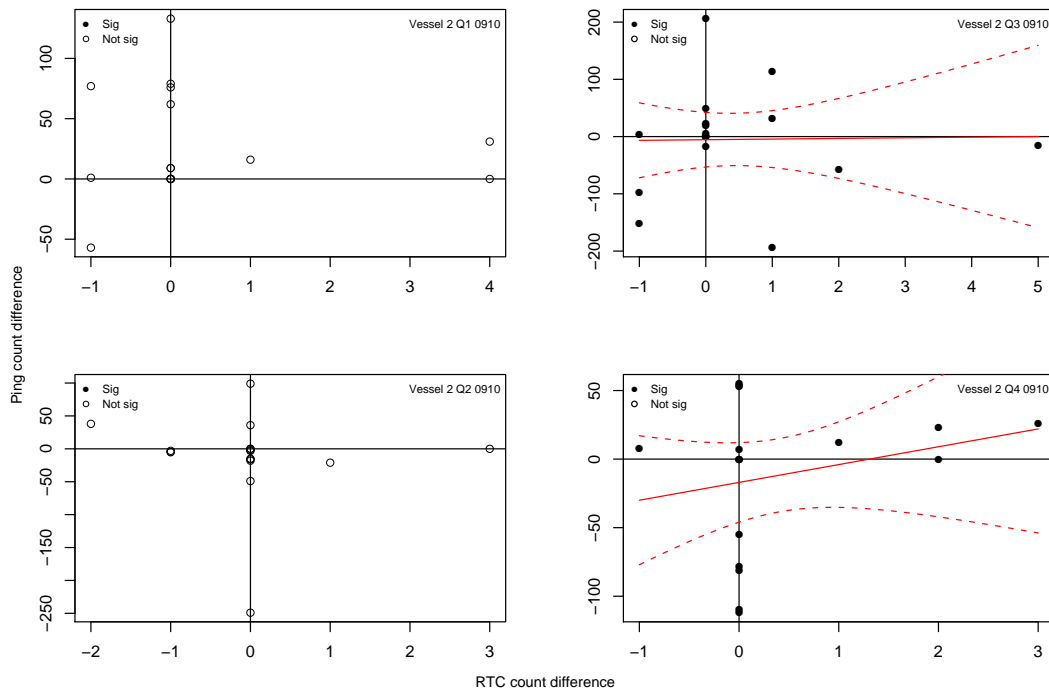 Sig
Not sig
Vessel 2 Q1 0910
100
50
0
−50
−1 0 1 2 3 4
Sig
Not sig
Vessel 2 Q3 0910
200
100
0
−100
−200
−1 0 1 2 3 4 5
Ping count difference
Sig
Not sig
Vessel 2 Q2 0910
50
0
−50
−150
−250
−2 −1 0 1 2 3
Sig
Not sig
Vessel 2 Q4 0910
50
0
−50
−100
−1 0 1 2 3
RTC count difference